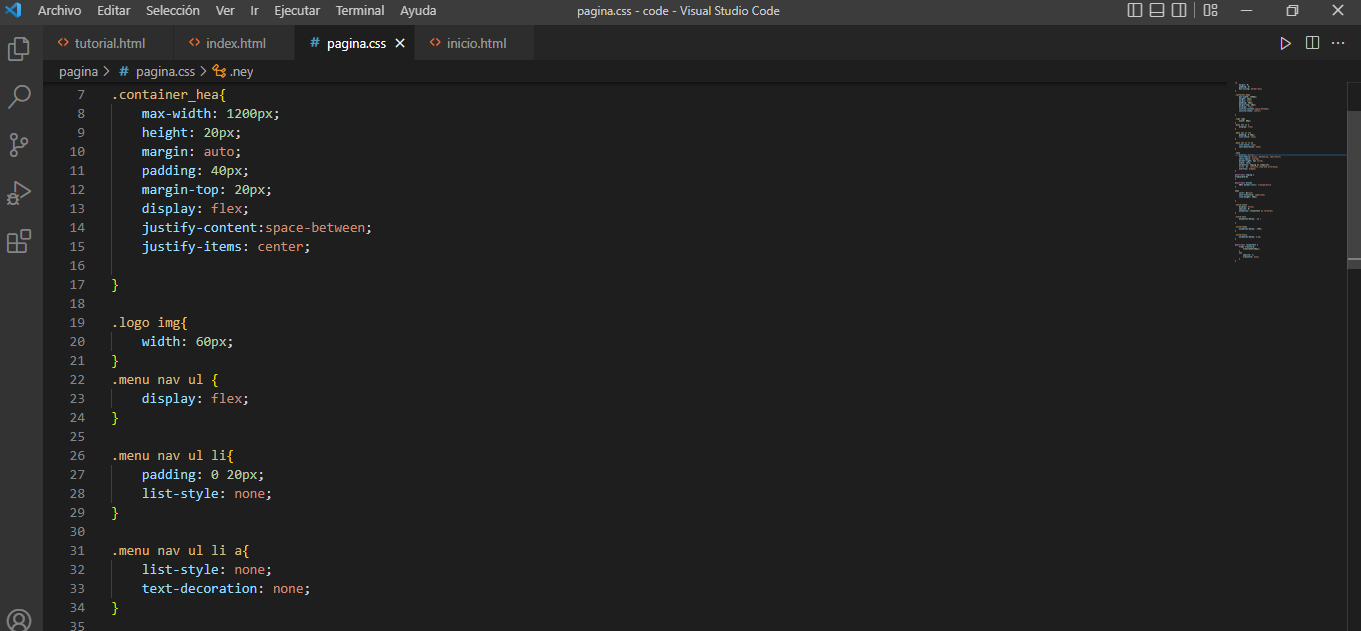 Archivo Editar Selección Ver Ir Ejecutar Terminal Ayuda pagina.css - code - Visual Studio Code
<> tutorial.html <> index.html # pagina.css × <> inicio.html
pagina > # pagina.css > .ney
7 .container_hea{
8 max-width: 1200px;
9 height: 20px;
10 margin: auto;
11 padding: 40px;
12 margin-top: 20px;
13 display: flex;
14 justify-content:space-between;
15 justify-items: center;
16
17 }
18
19 .logo img{
20 width: 60px;
21 }
22 .menu nav ul {
23 display: flex;
24 }
25
26 .menu nav ul li{
27 padding: 0 20px;
28 list-style: none;
29 }
30
31 .menu nav ul li a{
32 list-style: none;
33 text-decoration: none;
34 }
35